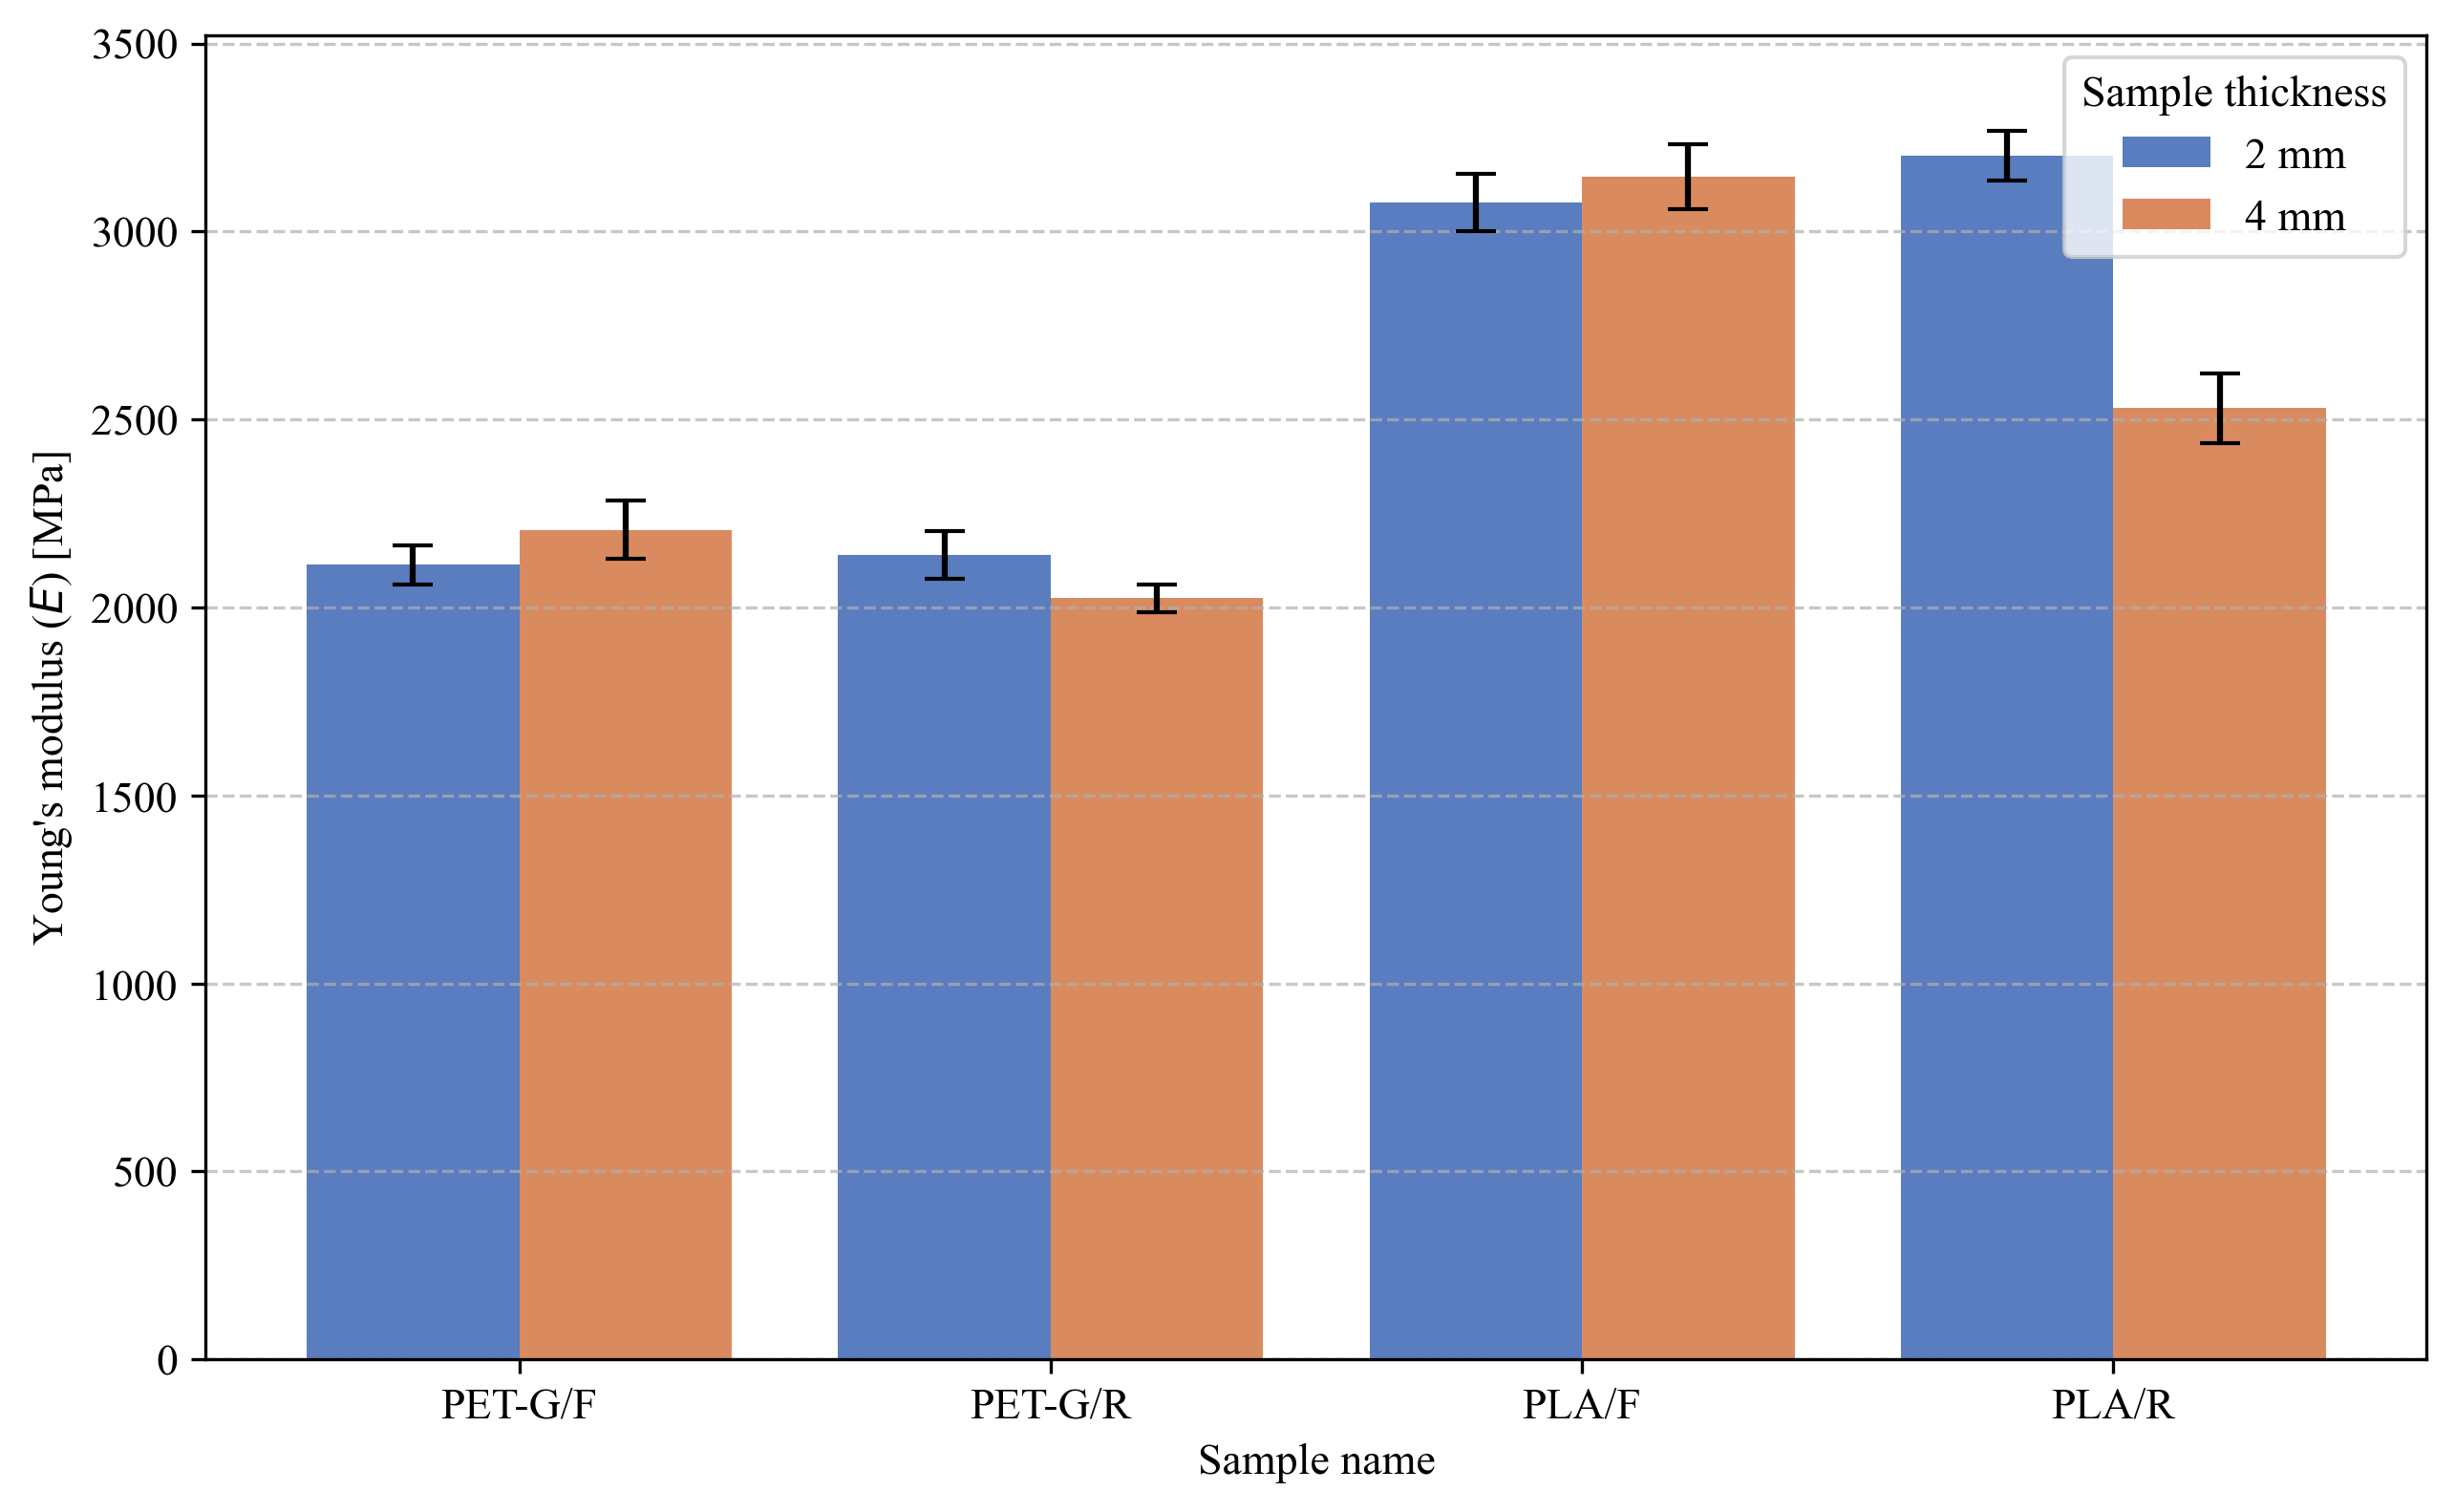 3500
3000
2500
2000
1500
1000
500
0
Young's modulus (E) [MPa]
Sample thickness
2 mm
4 mm
PET-G/F
PET-G/R
PLA/F
PLA/R
Sample name